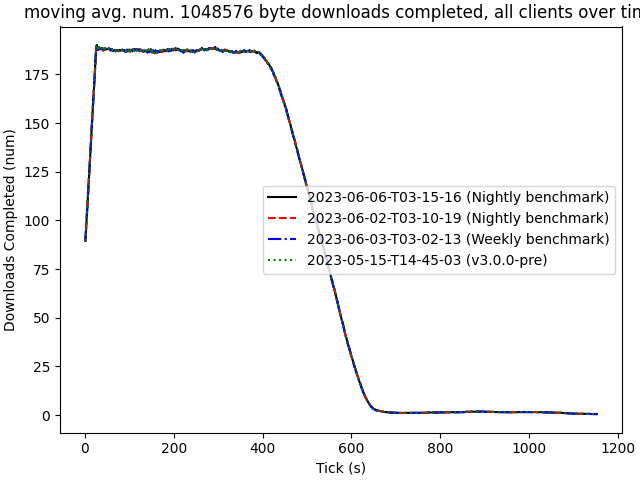 moving avg. num. 1048576 byte downloads completed, all clients over
Downloads Completed (num)
175
150
125
100
75
50
25
0
2023-06-06-T03-15-16 (Nightly benchmark)
2023-06-02-T03-10-19 (Nightly benchmark)
2023-06-03-T03-02-13 (Weekly benchmark)
2023-05-15-T14-45-03 (v3.0.0-pre)
0 200 400 600 800 1000 1200
Tick (s)